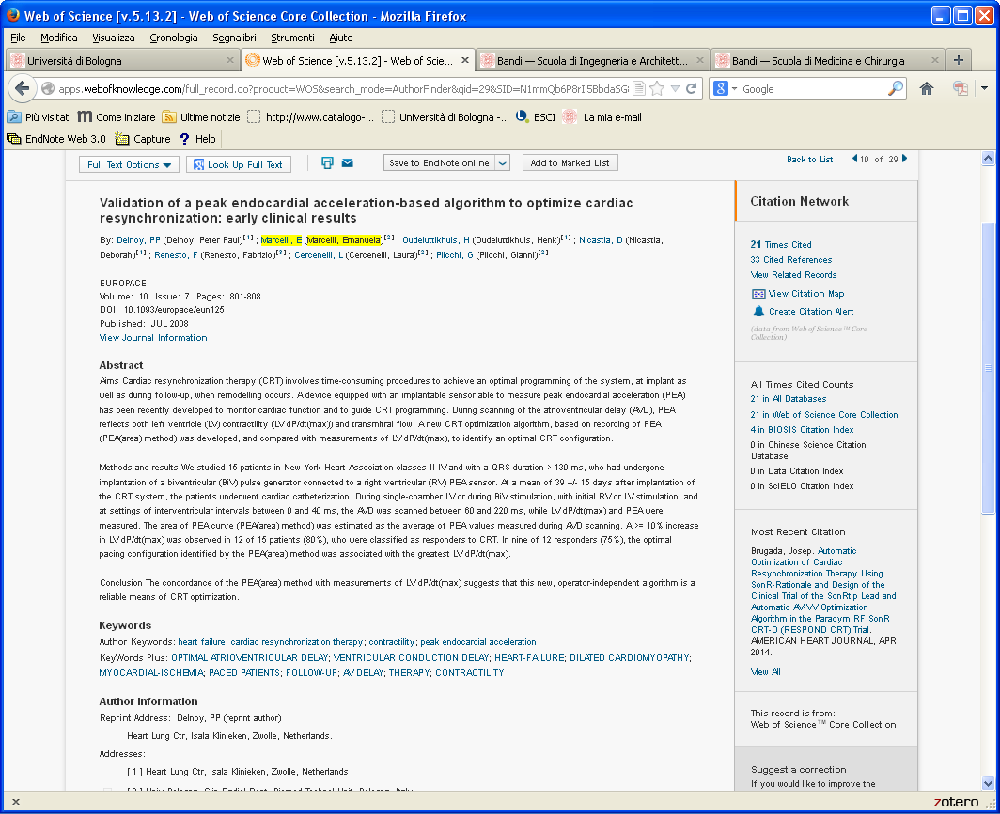 Web of Science [v.5.13.2] - Web of Science Core Collection - Mozilla Firefox
File Modifica Visualizza Cronologia Segnalibri Strumenti Aiuto
Università di Bologna
Web of Science [v.5.13.2] - Web of Scie...
Bandi — Scuola di Ingegneria e Architett...
Bandi — Scuola di Medicina e Chirurgia
Google
Più visitati Come iniziare Ultime notizie http://www.catalogo-... Università di Bologna -... ESCI La mia e-mail
EndNote Web 3.0 Capture Help
Full Text Options Look Up Full Text Save to EndNote online Add to Marked List
Back to List 10 of 29
Validation of a peak endocardial acceleration-based algorithm to optimize cardiac
resynchronization: early clinical results
By: Delnoy, PP (Delnoy, Peter Paul)[1] ; Marcelli, E (Marcelli, Emanuela)[2] ; Oudeluttikhuis, H (Oudeluttikhuis, Henk)[1] ; Nicastia, D (Nicastia,
Deborah)[1] ; Renesto, F (Renesto, Fabrizio)[3] ; Cercenelli, L (Cercenelli, Laura)[2] ; Plicchi, G (Plicchi, Gianni)[2]
EUROPACE
Volume: 10 Issue: 7 Pages: 801-808
DOI: 10.1093/europace/eun125
Published: JUL 2008
View Journal Information
Abstract
Aims Cardiac resynchronization therapy (CRT) involves time-consuming procedures to achieve an optimal programming of the system, at implant as
well as during follow-up, when remodelling occurs. A device equipped with an implantable sensor able to measure peak endocardial acceleration (PEA)
has been recently developed to monitor cardiac function and to guide CRT programming. During scanning of the atrioventricular delay (AVD), PEA
reflects both left ventricle (LV) contractility (LV dP/dt(max)) and transmitral flow. A new CRT optimization algorithm, based on recording of PEA
(PEA(area) method) was developed, and compared with measurements of LV dP/dt(max), to identify an optimal CRT configuration.
Methods and results We studied 15 patients in New York Heart Association classes II-IV and with a QRS duration > 130 ms, who had undergone
implantation of a biventricular (BiV) pulse generator connected to a right ventricular (RV) PEA sensor. At a mean of 39 +/- 15 days after implantation of
the CRT system, the patients underwent cardiac catheterization. During single-chamber LV or during BiV stimulation, with initial RV or LV stimulation, and
at settings of interventricular intervals between 0 and 40 ms, the AVD was scanned between 60 and 220 ms, while LV dP/dt(max) and PEA were
measured. The area of PEA curve (PEA(area) method) was estimated as the average of PEA values measured during AVD scanning. A >= 10% increase
in LV dP/dt(max) was observed in 12 of 15 patients (80%), who were classified as responders to CRT. In nine of 12 responders (75%), the optimal
pacing configuration identified by the PEA(area) method was associated with the greatest LV dP/dt(max).
Conclusion The concordance of the PEA(area) method with measurements of LV dP/dt(max) suggests that this new, operator-independent algorithm is a
reliable means of CRT optimization.
Keywords
Author Keywords: heart failure; cardiac resynchronization therapy; contractility; peak endocardial acceleration
KeyWords Plus: OPTIMAL ATRIOVENTRICULAR DELAY; VENTRICULAR CONDUCTION DELAY; HEART-FAILURE; DILATED CARDIOMYOPATHY;
MYOCARDIAL-ISCHEMIA; PACED PATIENTS; FOLLOW-UP; AV DELAY; THERAPY; CONTRACTILITY
Author Information
Reprint Address: Delnoy, PP (reprint author)
Heart Lung Ctr, Isala Klinieken, Zwolle, Netherlands.
Addresses:
[ 1 ] Heart Lung Ctr, Isala Klinieken, Zwolle, Netherlands
Citation Network
21 Times Cited
33 Cited References
View Related Records
View Citation Map
Create Citation Alert
(data from Web of Science™ Core
Collection)
All Times Cited Counts
21 in All Databases
21 in Web of Science Core Collection
4 in BIOSIS Citation Index
0 in Chinese Science Citation
Database
0 in Data Citation Index
0 in SciELO Citation Index
Most Recent Citation
Brugada, Josep. Automatic
Optimization of Cardiac
Resynchronization Therapy Using
SonR-Rationale and Design of the
Clinical Trial of the SonRtip Lead and
Automatic AV-VV Optimization
Algorithm in the Paradym RF SonR
CRT-D (RESPOND CRT) Trial.
AMERICAN HEART JOURNAL, APR
2014.
View All
This record is from:
Web of Science™ Core Collection
Suggest a correction
If you would like to improve the
zotero